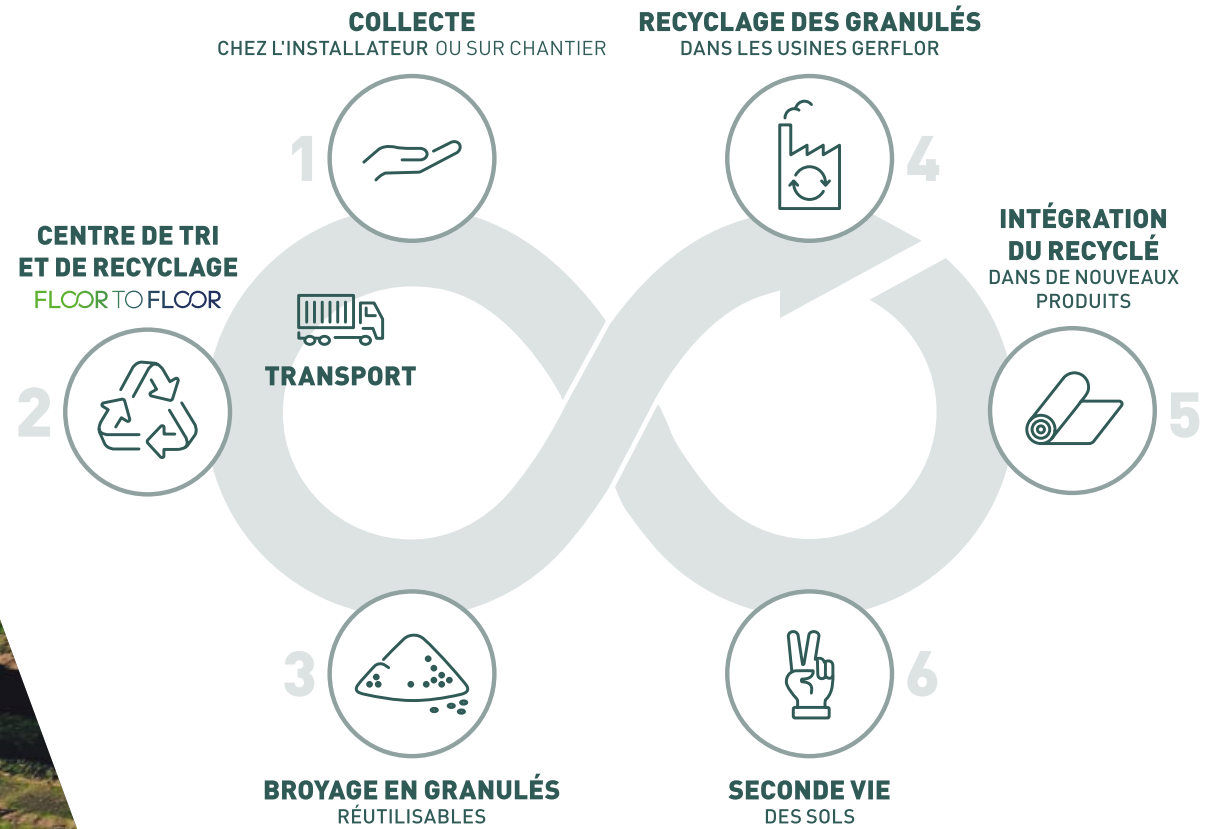 COLLECTE
CHEZ L'INSTALLATEUR OU SUR CHANTIER
1
CENTRE DE TRI
ET DE RECYCLAGE
FLOOR TO FLOOR
2
TRANSPORT
3
BROYAGE EN GRANULÉS
RÉUTILISABLES
RECYCLAGE DES GRANULÉS
DANS LES USINES GERFLOR
4
INTÉGRATION
DU RECYCLÉ
DANS DE NOUVEAUX
PRODUITS
5
6
SECONDE VIE
DES SOLS